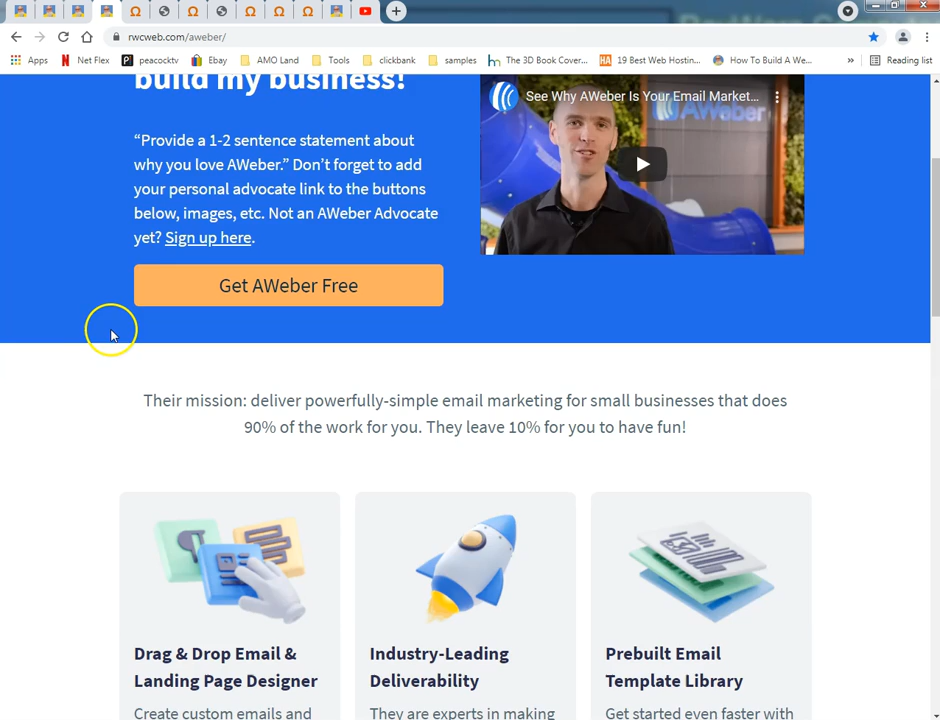 rwcweb.com/aweber/
Apps
Net Flex
peacocktv
Ebay
AMO Land
Tools
clickbank
samples
The 3D Book Cover...
19 Best Web Hostin...
How To Build A We...
»
Reading list
build my business!
“Provide a 1-2 sentence statement about
why you love AWeber.” Don’t forget to add
your personal advocate link to the buttons
below, images, etc. Not an AWeber Advocate
yet? Sign up here.
Get AWeber Free
See Why AWeber Is Your Email Market...
AWeber
Their mission: deliver powerfully-simple email marketing for small businesses that does
90% of the work for you. They leave 10% for you to have fun!
Drag & Drop Email &
Landing Page Designer
Create custom emails and
Industry-Leading
Deliverability
They are experts in making
Prebuilt Email
Template Library
Get started even faster with